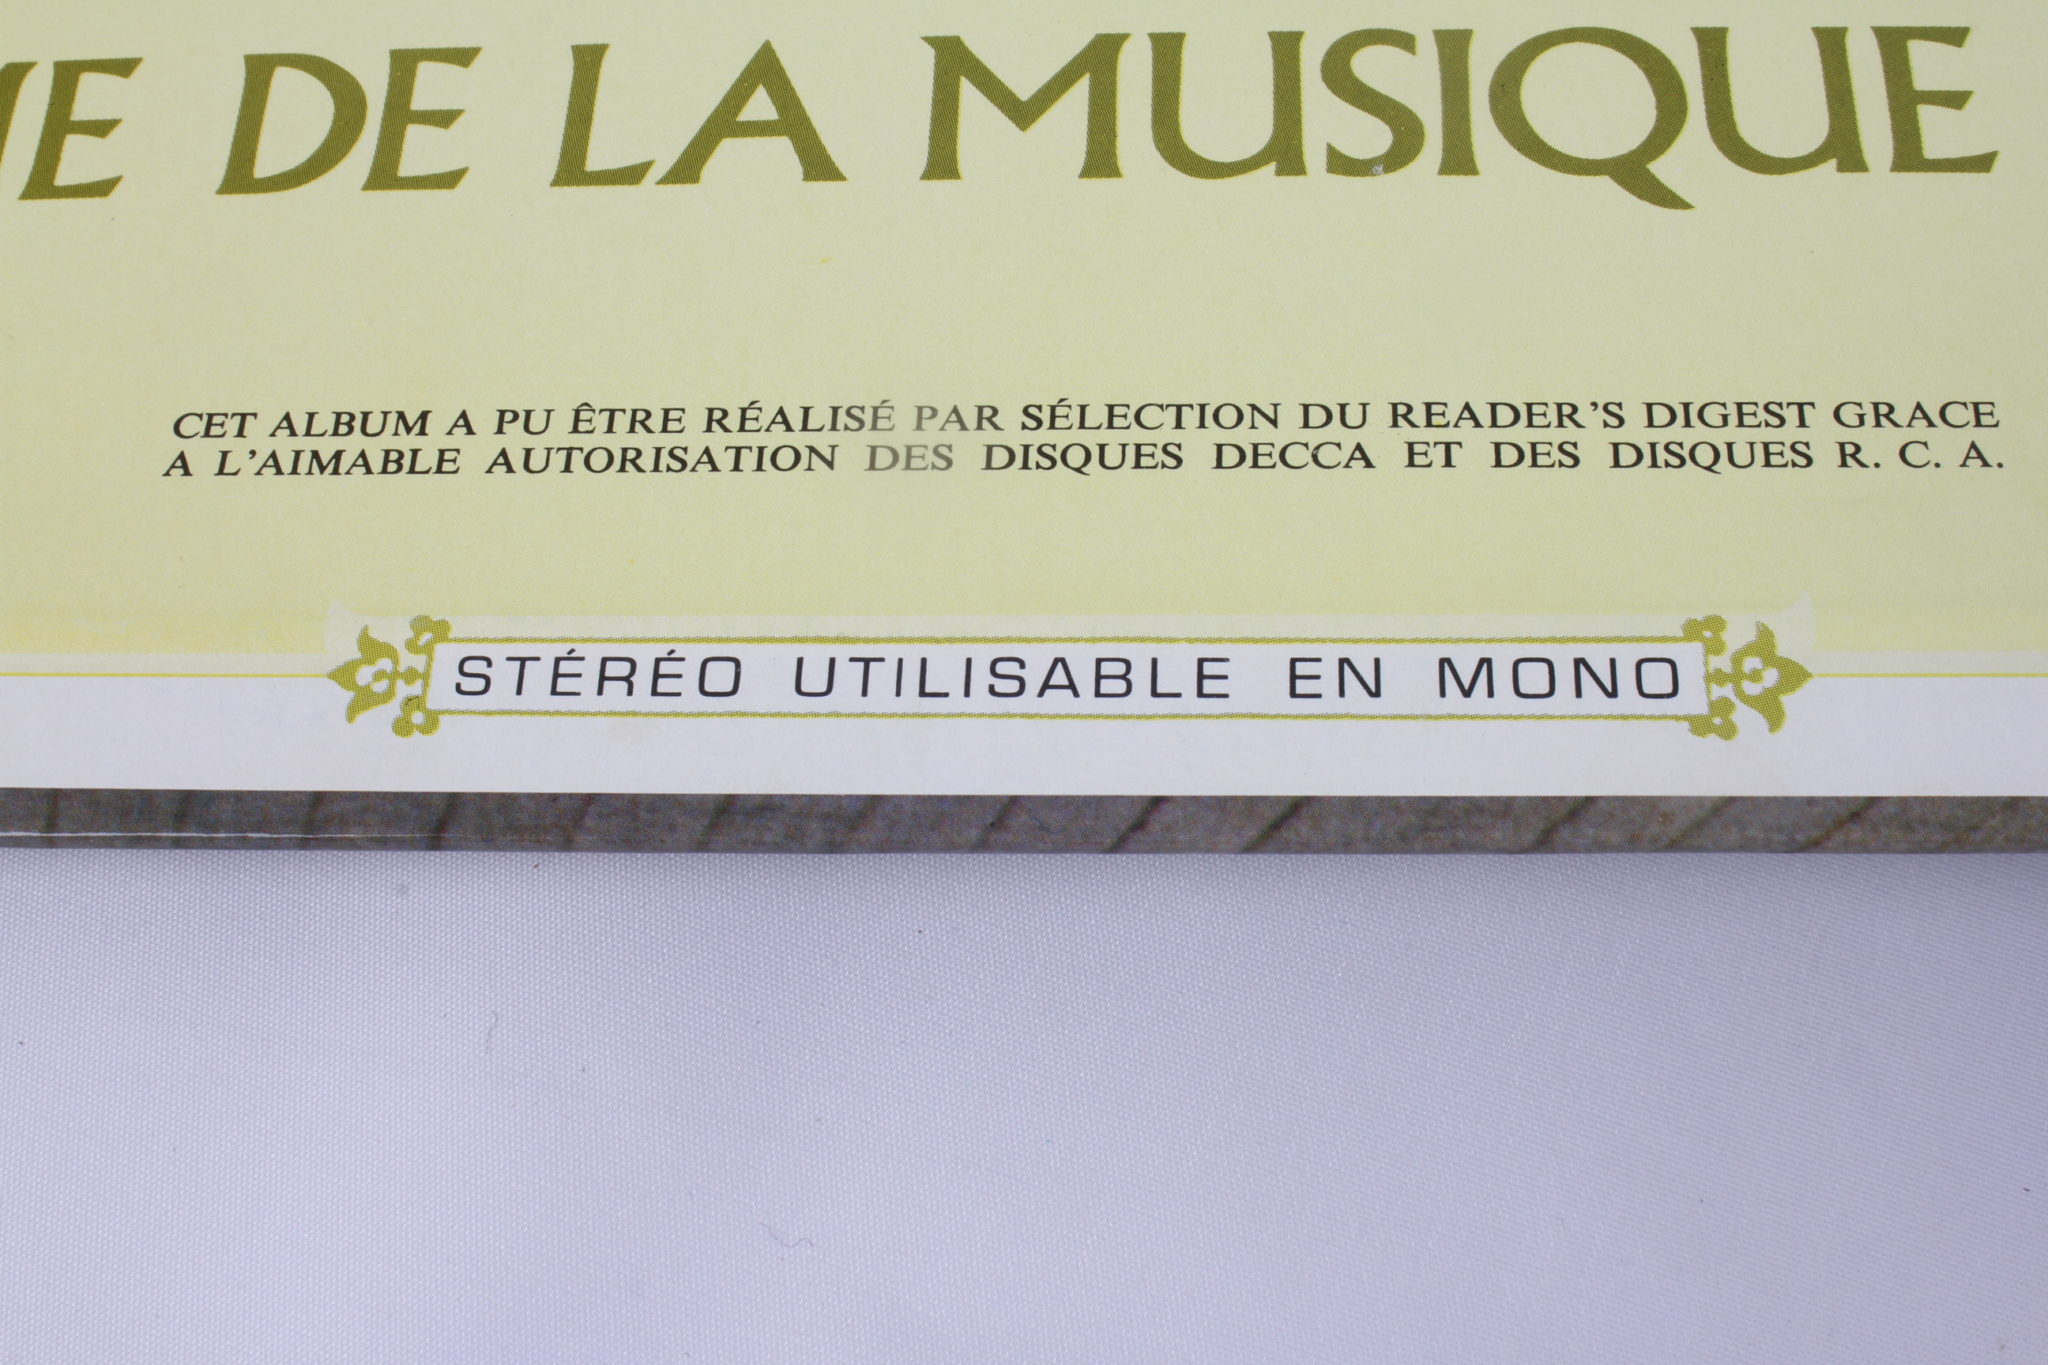 DE LA MUSIQUE
CET ALBUM A PU ÊTRE RÉALISÉ PAR SÉLECTION DU READER'S DIGEST GRACE
A L'AIMABLE AUTORISATION DES DISQUES DECCA ET DES DISQUES R. C. A.
STÉRÉO UTILISABLE EN MONO